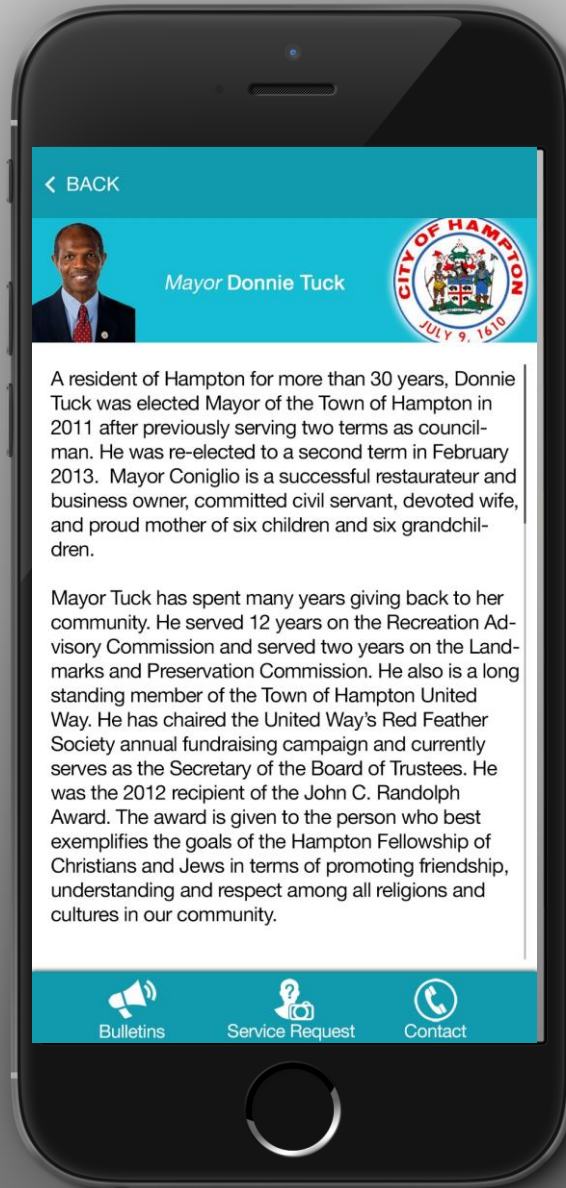 BACK
Mayor Donnie Tuck
CITY OF HAMPTON
JULY 9, 1610
A resident of Hampton for more than 30 years, Donnie
Tuck was elected Mayor of the Town of Hampton in
2011 after previously serving two terms as council-
man. He was re-elected to a second term in February
2013.  Mayor Coniglio is a successful restaurateur and
business owner, committed civil servant, devoted wife,
and proud mother of six children and six grandchil-
dren.
Mayor Tuck has spent many years giving back to her
community. He served 12 years on the Recreation Ad-
visory Commission and served two years on the Land-
marks and Preservation Commission. He also is a long
standing member of the Town of Hampton United
Way. He has chaired the United Way's Red Feather
Society annual fundraising campaign and currently
serves as the Secretary of the Board of Trustees. He
was the 2012 recipient of the John C. Randolph
Award. The award is given to the person who best
exemplifies the goals of the Hampton Fellowship of
Christians and Jews in terms of promoting friendship,
understanding and respect among all religions and
cultures in our community.
Bulletins
Service Request
Contact